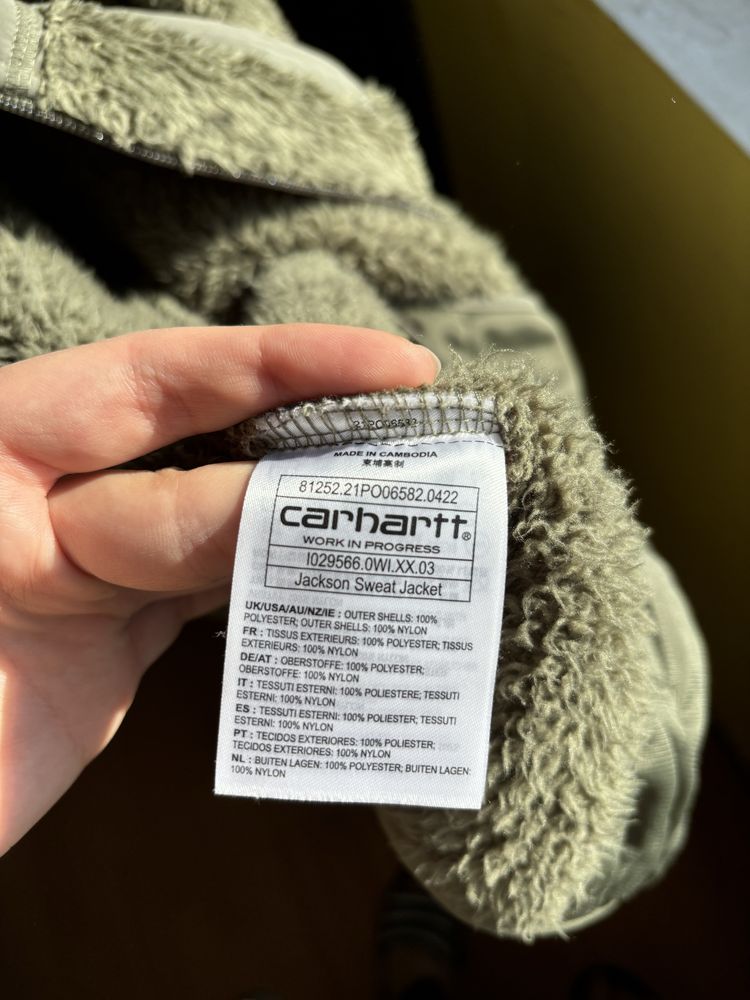 MADE IN CAMBODIA
柬埔寨制
81252.21PO06582.0422
carhartt®
WORK IN PROGRESS
I029566.0WI.XX.03
Jackson Sweat Jacket
UK/USA/AU/NZ/IE : OUTER SHELLS: 100%
POLYESTER; OUTER SHELLS: 100% NYLON
FR : TISSUS EXTERIEURS: 100% POLYESTER; TISSUS
EXTERIEURS: 100% NYLON
DE/AT : OBERSTOFFE: 100% POLYESTER;
OBERSTOFFE: 100% NYLON
IT : TESSUTI ESTERNI: 100% POLIESTERE; TESSUTI
ESTERNI: 100% NYLON
ES : TESSUTI ESTERNI: 100% POLIESTER; TESSUTI
ESTERNI: 100% NYLON
PT : TECIDOS EXTERIORES: 100% POLIESTER;
TECIDOS EXTERIORES: 100% NYLON
NL : BUITEN LAGEN: 100% POLYESTER; BUITEN LAGEN:
100% NYLON